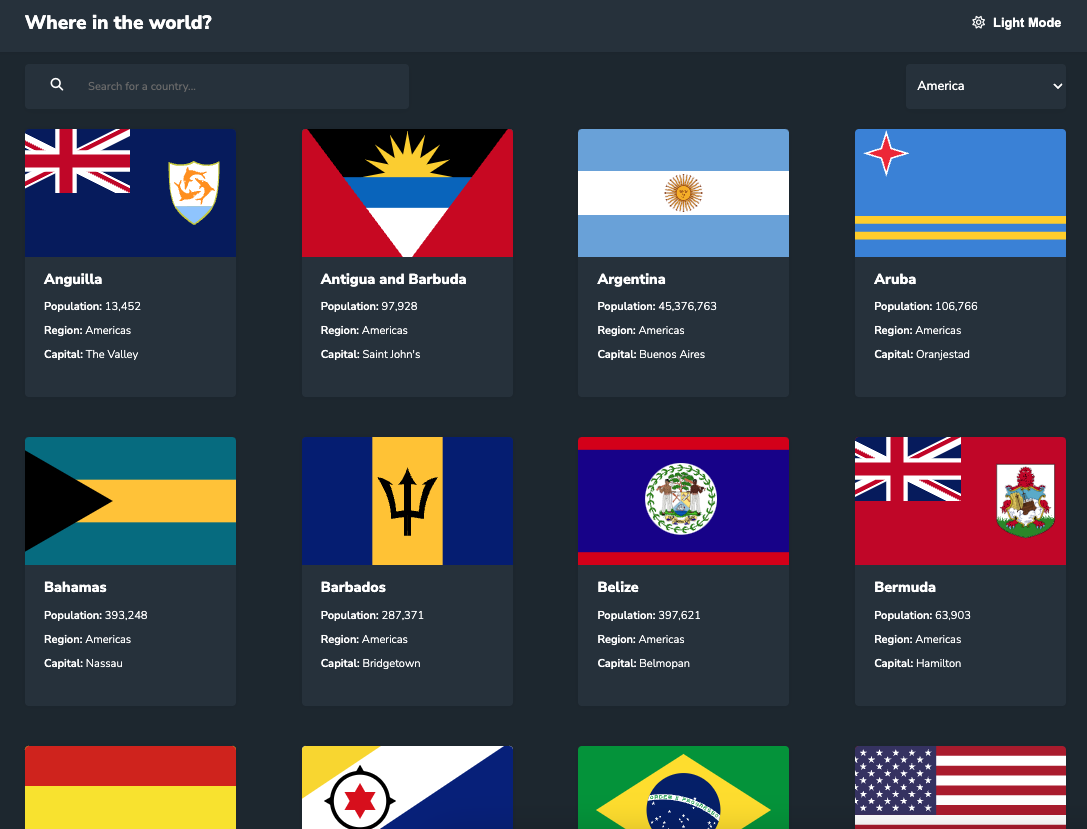 Where in the world?
Light Mode
Search for a country...
America
Anguilla
Population: 13,452
Region: Americas
Capital: The Valley
Antigua and Barbuda
Population: 97,928
Region: Americas
Capital: Saint John's
Argentina
Population: 45,376,763
Region: Americas
Capital: Buenos Aires
Aruba
Population: 106,766
Region: Americas
Capital: Oranjestad
Bahamas
Population: 393,248
Region: Americas
Capital: Nassau
Barbados
Population: 287,371
Region: Americas
Capital: Bridgetown
Belize
Population: 397,621
Region: Americas
Capital: Belmopan
Bermuda
Population: 63,903
Region: Americas
Capital: Hamilton